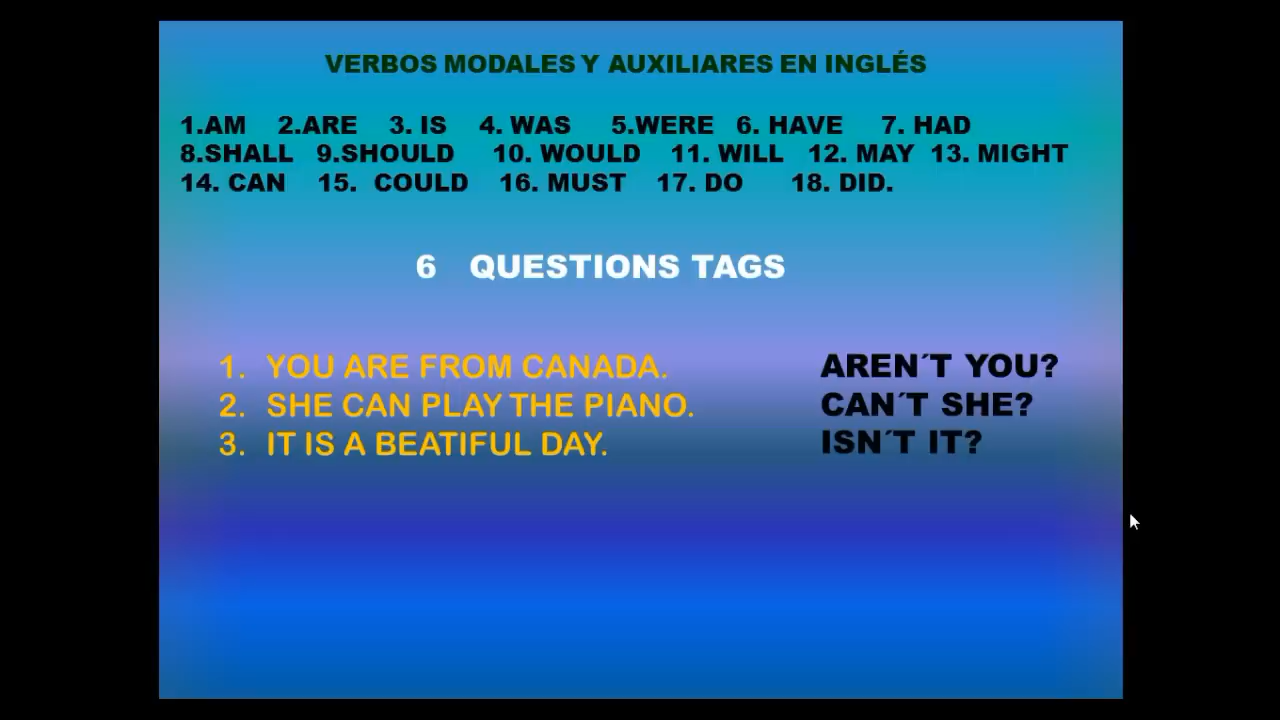 VERBOS MODALES Y AUXILIARES EN INGLÉS
1.AM 2.ARE 3. IS 4. WAS 5.WERE 6. HAVE 7. HAD
8.SHALL 9.SHOULD 10. WOULD 11. WILL 12. MAY 13. MIGHT
14. CAN 15. COULD 16. MUST 17. DO 18. DID.
6 QUESTIONS TAGS
1. YOU ARE FROM CANADA. AREN´T YOU?
2. SHE CAN PLAY THE PIANO. CAN´T SHE?
3. IT IS A BEATIFUL DAY. ISN´T IT?